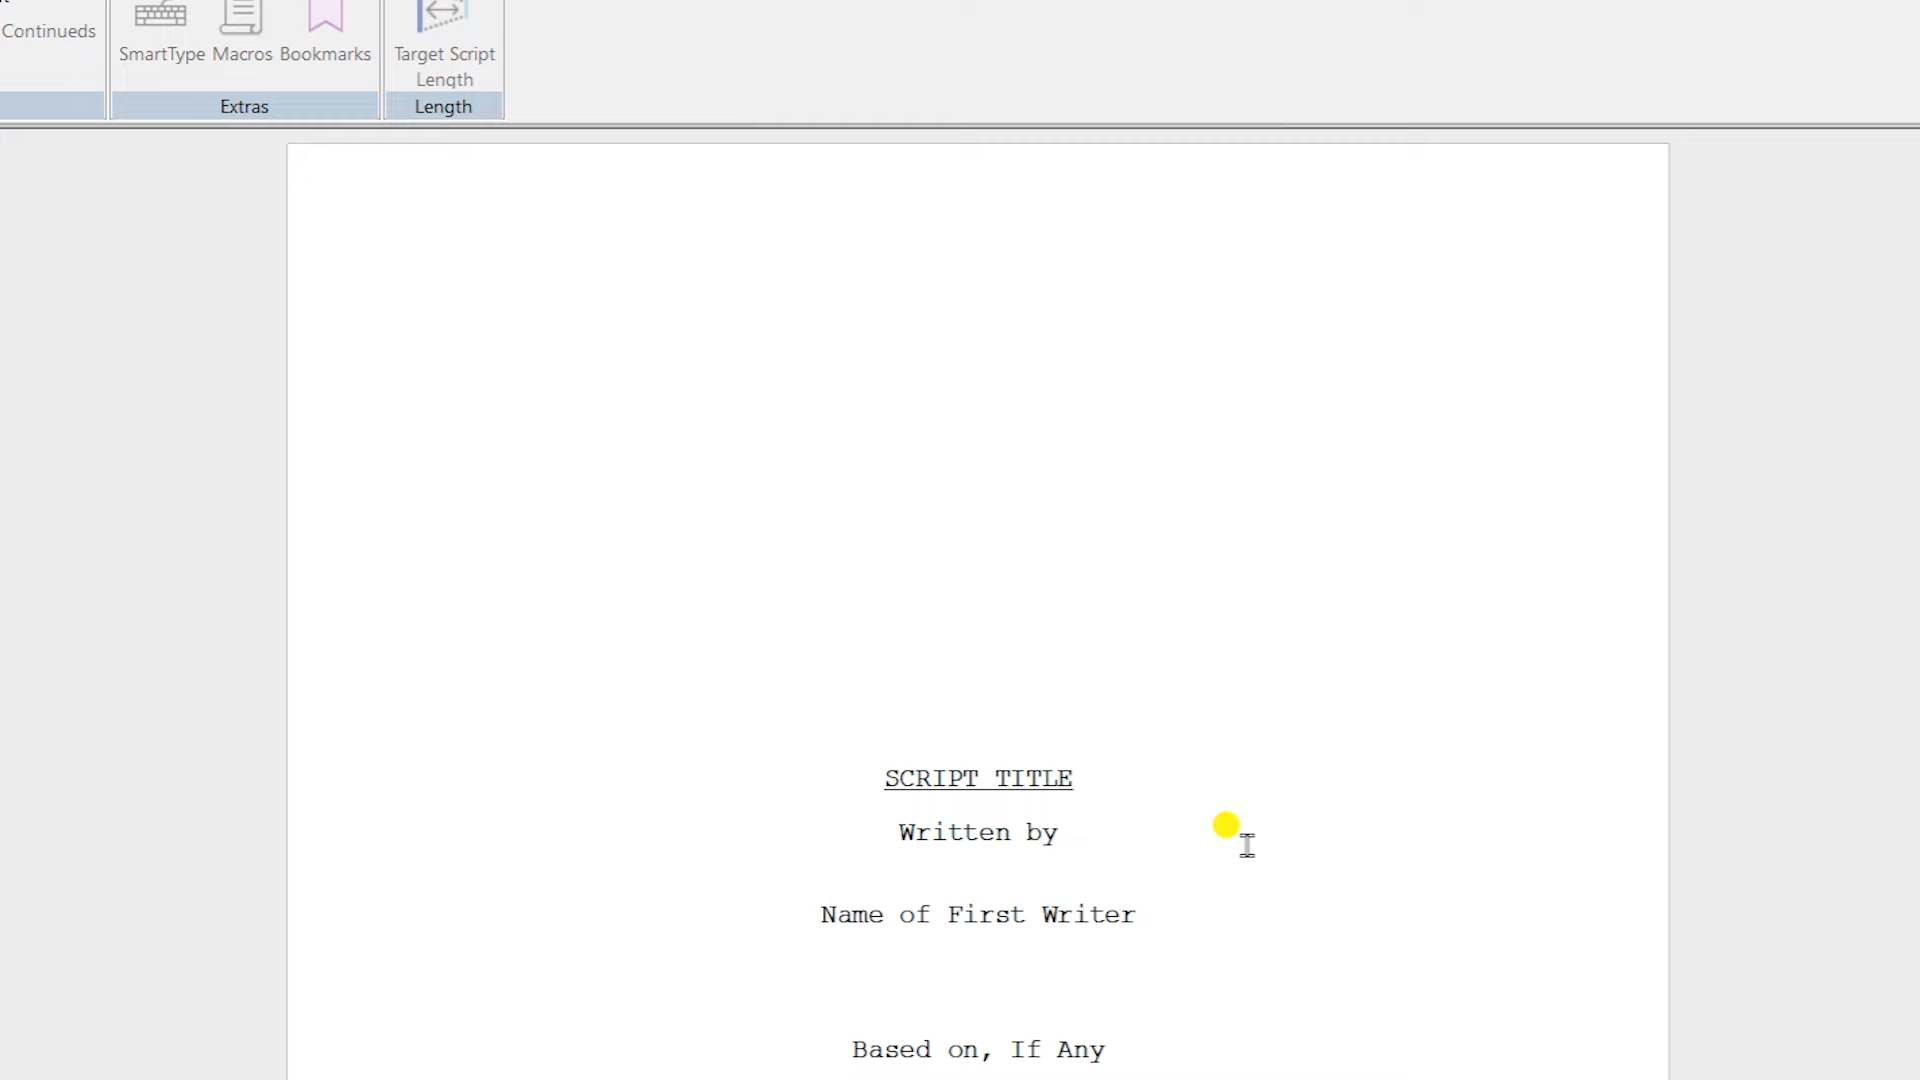 Continueds
SmartType Macros Bookmarks
Target Script
Length
Extras
Length
SCRIPT TITLE
Written by
Name of First Writer
Based on, If Any